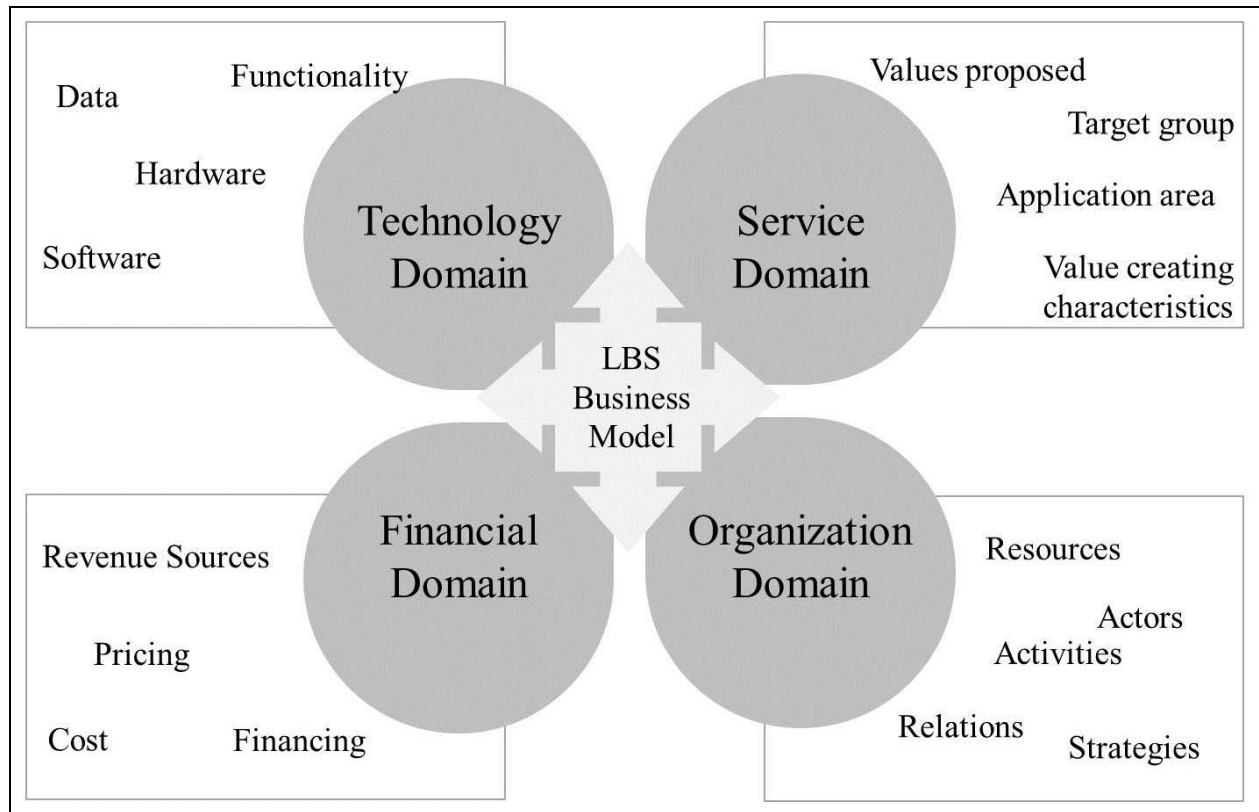 Data
Functionality
Hardware
Software
Technology
Domain
Values proposed
Target group
Application area
Value creating
characteristics
Service
Domain
LBS
Business
Model
Revenue Sources
Pricing
Cost
Financing
Financial
Domain
Organization
Domain
Resources
Actors
Activities
Relations
Strategies